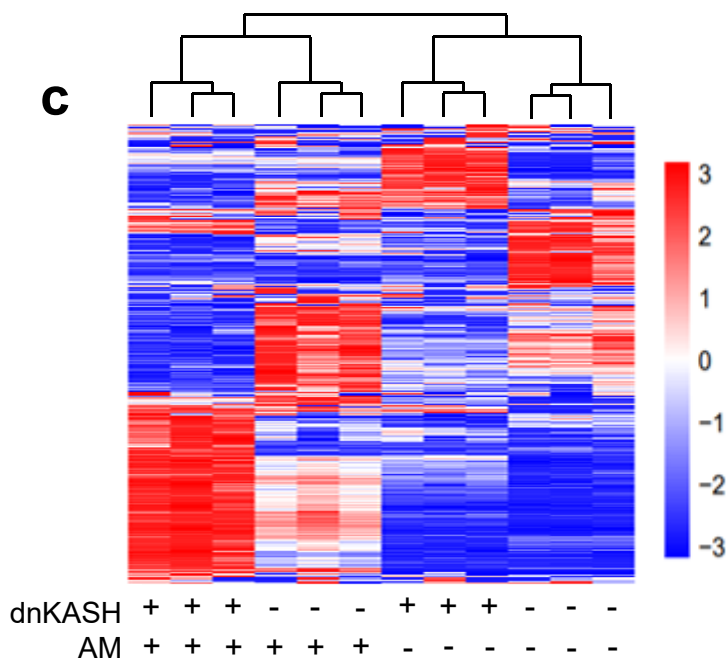 c
3
2
1
0
−1
−2
−3
dnKASH + + + - - - + + + - - -
AM + + + + + + - - - - - -